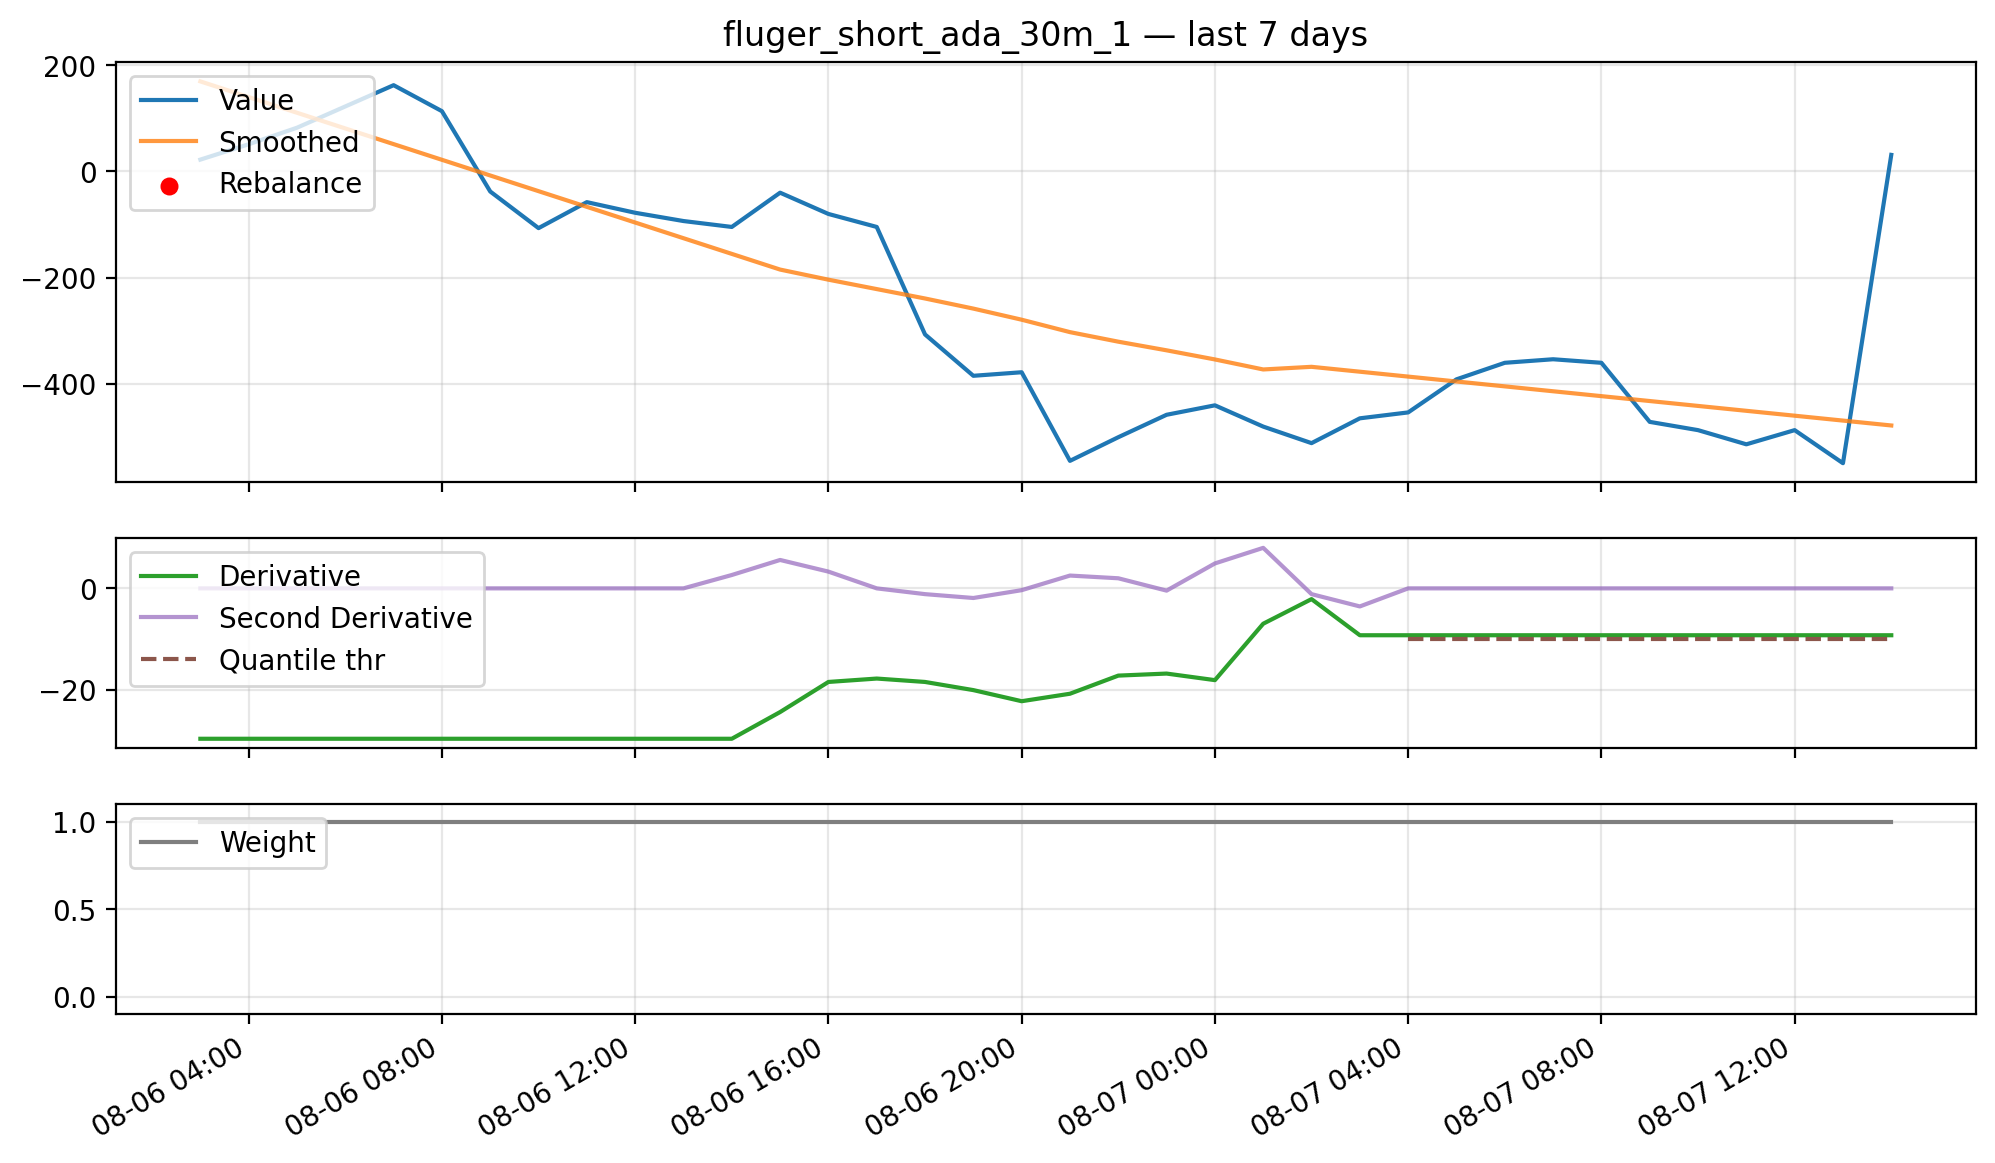 fluger_short_ada_30m_1 — last 7 days
200
0
−200
−400
Value
Smoothed
Rebalance
0
−20
Derivative
Second Derivative
Quantile thr
1.0
0.5
0.0
Weight
08-06 04:00
08-06 08:00
08-06 12:00
08-06 16:00
08-06 20:00
08-07 00:00
08-07 04:00
08-07 08:00
08-07 12:00